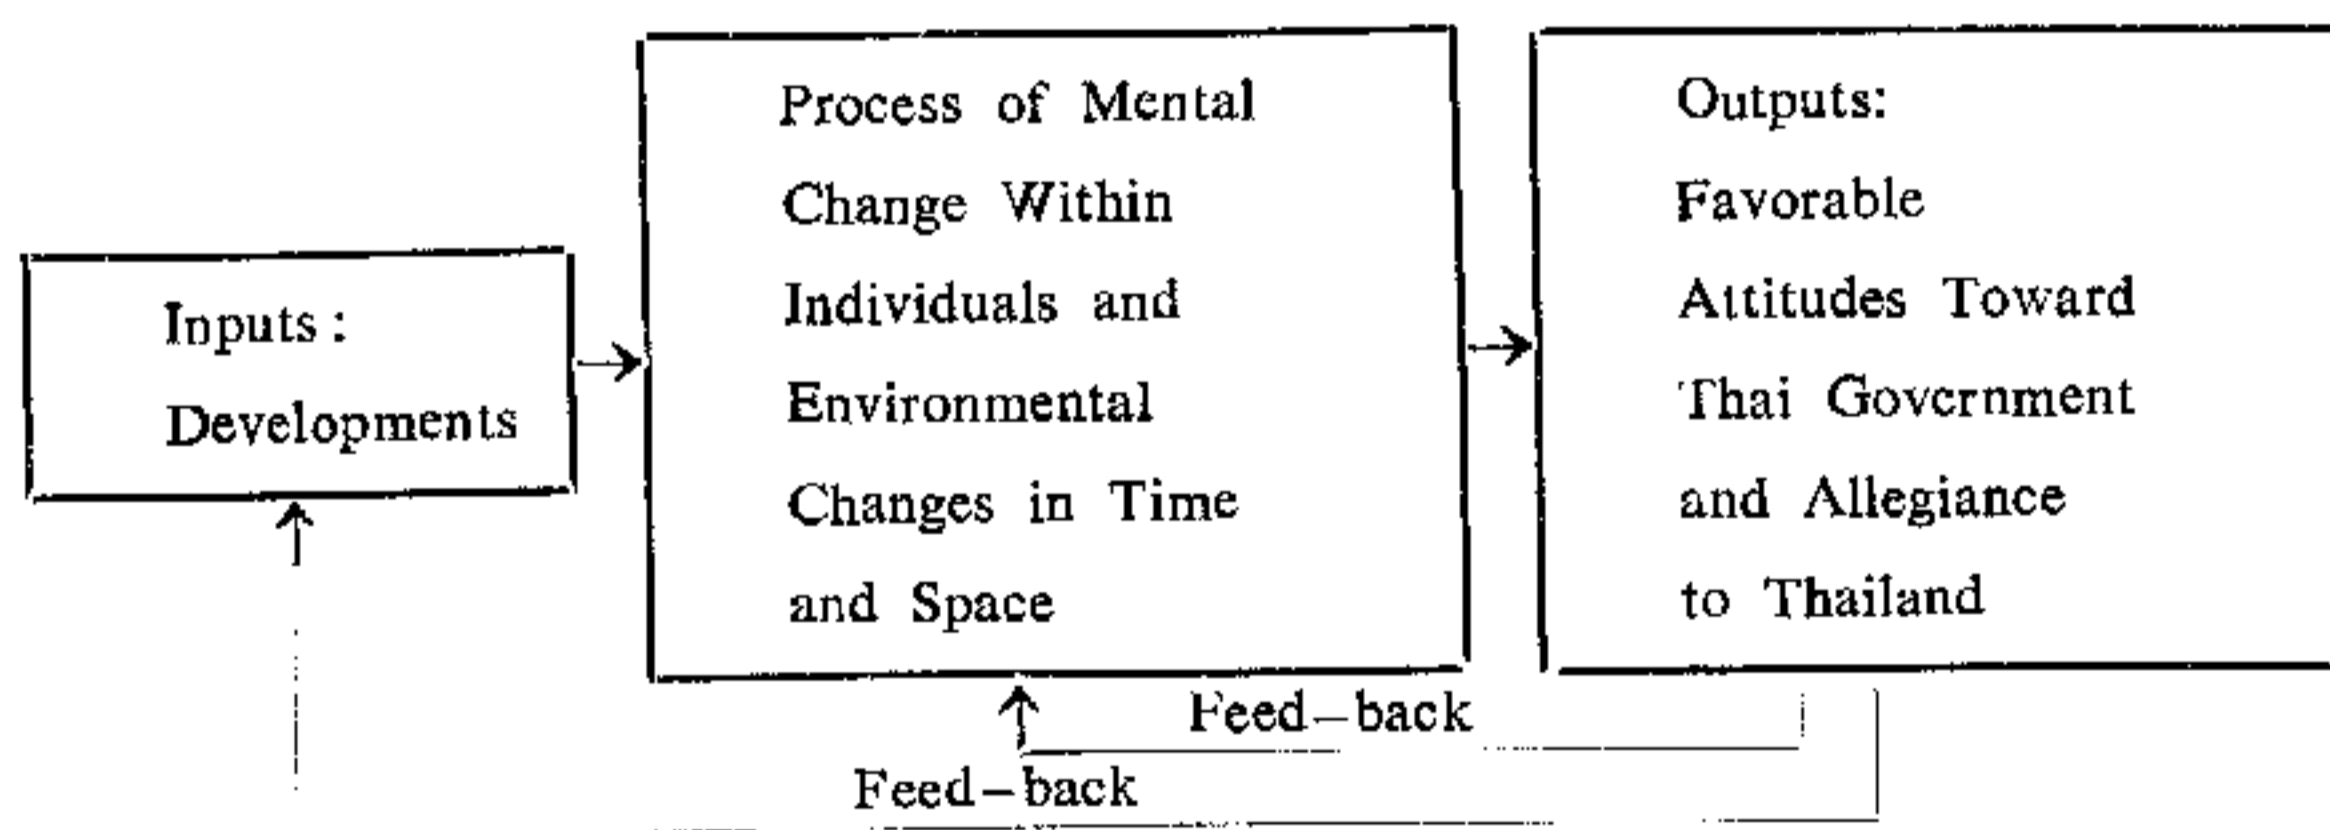 Inputs :
Developments
Process of Mental
Change Within
Individuals and
Environmental
Changes in Time
and Space
Outputs:
Favorable
Attitudes Toward
Thai Government
and Allegiance
to Thailand
Feed–back
Feed–back